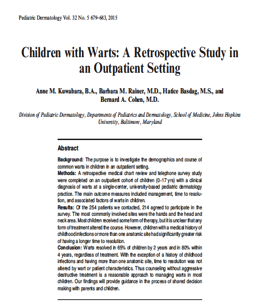 Pediatric Dermatology Vol. 32 No. 5 679–683, 2015
Children with Warts: A Retrospective Study in
an Outpatient Setting
Anne M. Kuwabara, B.A., Barbara M. Rainer, M.D., Hatice Basdag, M.S., and
Bernard A. Cohen, M.D.
Division of Pediatric Dermatology, Departments of Pediatrics and Dermatology, School of Medicine, Johns Hopkins
University, Baltimore, Maryland
Abstract
Background: The purpose is to investigate the demographics and course of
common warts in children in an outpatient setting.
Methods: A retrospective medical chart review and telephone survey study
were completed on an outpatient cohort of children (0-17 yrs) with a clinical
diagnosis of warts at a single-center, university-based pediatric dermatology
practice. The main outcome measures included management, time to resolu-
tion, and associated factors of warts in children.
Results: Of the 254 patients we contacted, 214 agreed to participate in the
survey. The most commonly involved sites were the hands and the head and
neck area. Most children received some form of therapy, but it is unclear that any
form of treatment altered the course. However, children with a medical history of
childhood infections or more than one anatomic site had significantly greater risk
of having a longer time to resolution.
Conclusion: Warts resolved in 65% of children by 2 years and in 80% within
4 years, regardless of treatment. With the exception of a history of childhood
infections and having more than one anatomic site, time to resolution was not
altered by wart or patient characteristics. Thus counseling without aggressive
destructive treatment is a reasonable approach to managing warts in most
children. Our findings will provide guidance in the process of shared decision
making with parents and children.